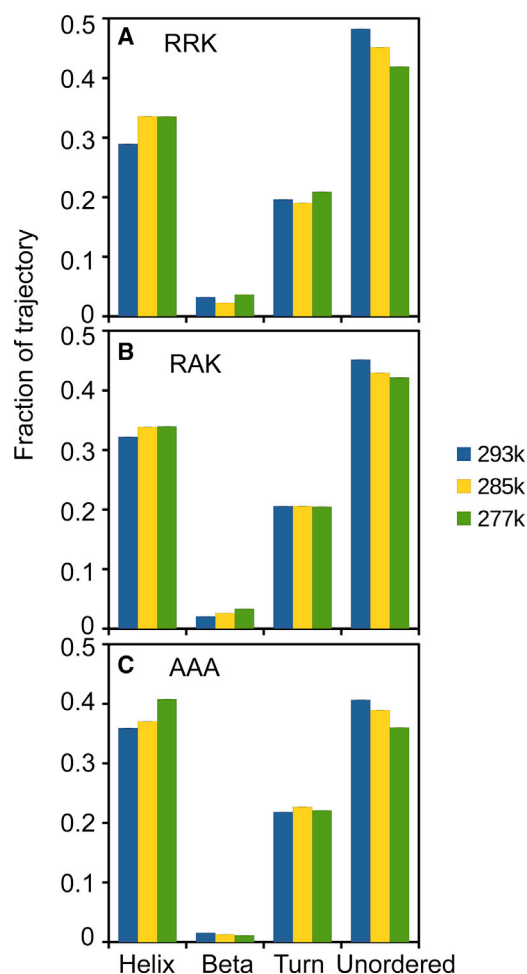 Fraction of trajectory
A RRK
0.5
0.4
0.3
0.2
0.1
0
B RAK
0.5
0.4
0.3
0.2
0.1
0
C AAA
0.5
0.4
0.3
0.2
0.1
0
Helix Beta Turn Unordered
293k
285k
277k